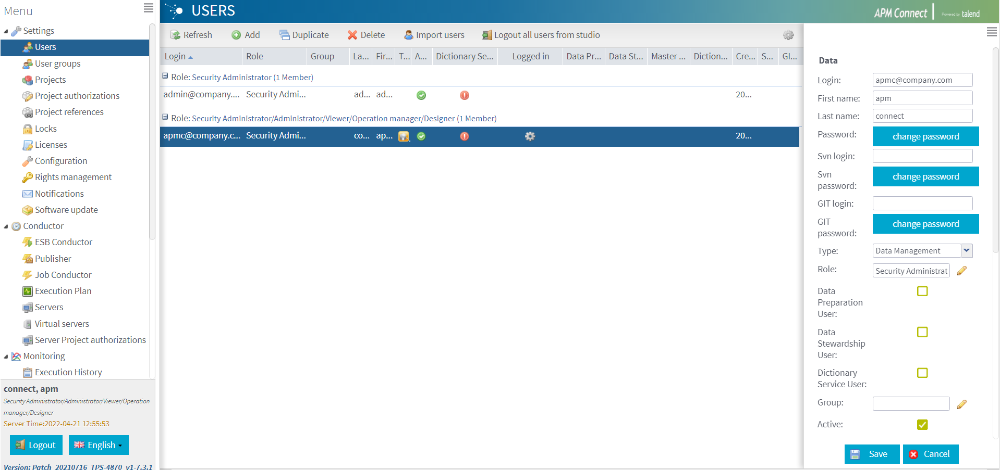 Menu
Settings
Users
User groups
Projects
Project authorizations
Project references
Locks
Licenses
Configuration
Rights management
Notifications
Software update
Conductor
ESB Conductor
Publisher
Job Conductor
Execution Plan
Servers
Virtual servers
Server Project authorizations
Monitoring
Execution History
connect, apm
Security Administrator/Administrator/Viewer/Operation
manager/Designer
Server Time:2022-04-21 12:55:53
Logout English
Version: Patch_20210716_TPS-4870_v1-7.3.1
USERS
APM Connect | Powered by talend
Refresh Add Duplicate Delete Import users Logout all users from studio
Login Role Group La... Fir... T... A... Dictionary Se... Logged in Data Pr... Data St... Master ... Diction... Cre... S... GI...
Role: Security Administrator (1 Member)
admin@company.... Security Admi... ad... ad... 20...
Role: Security Administrator/Administrator/Viewer/Operation manager/Designer (1 Member)
apmc@company.c... Security Admi... co... ap... 20...
Data
Login: apmc@company.com
First name: apm
Last name: connect
Password: change password
Svn login:
Svn
password: change password
GIT login:
GIT
password: change password
Type: Data Management
Role: Security Administrat
Data
Preparation
User:
Data
Stewardship
User:
Dictionary
Service User:
Group:
Active:
Save Cancel